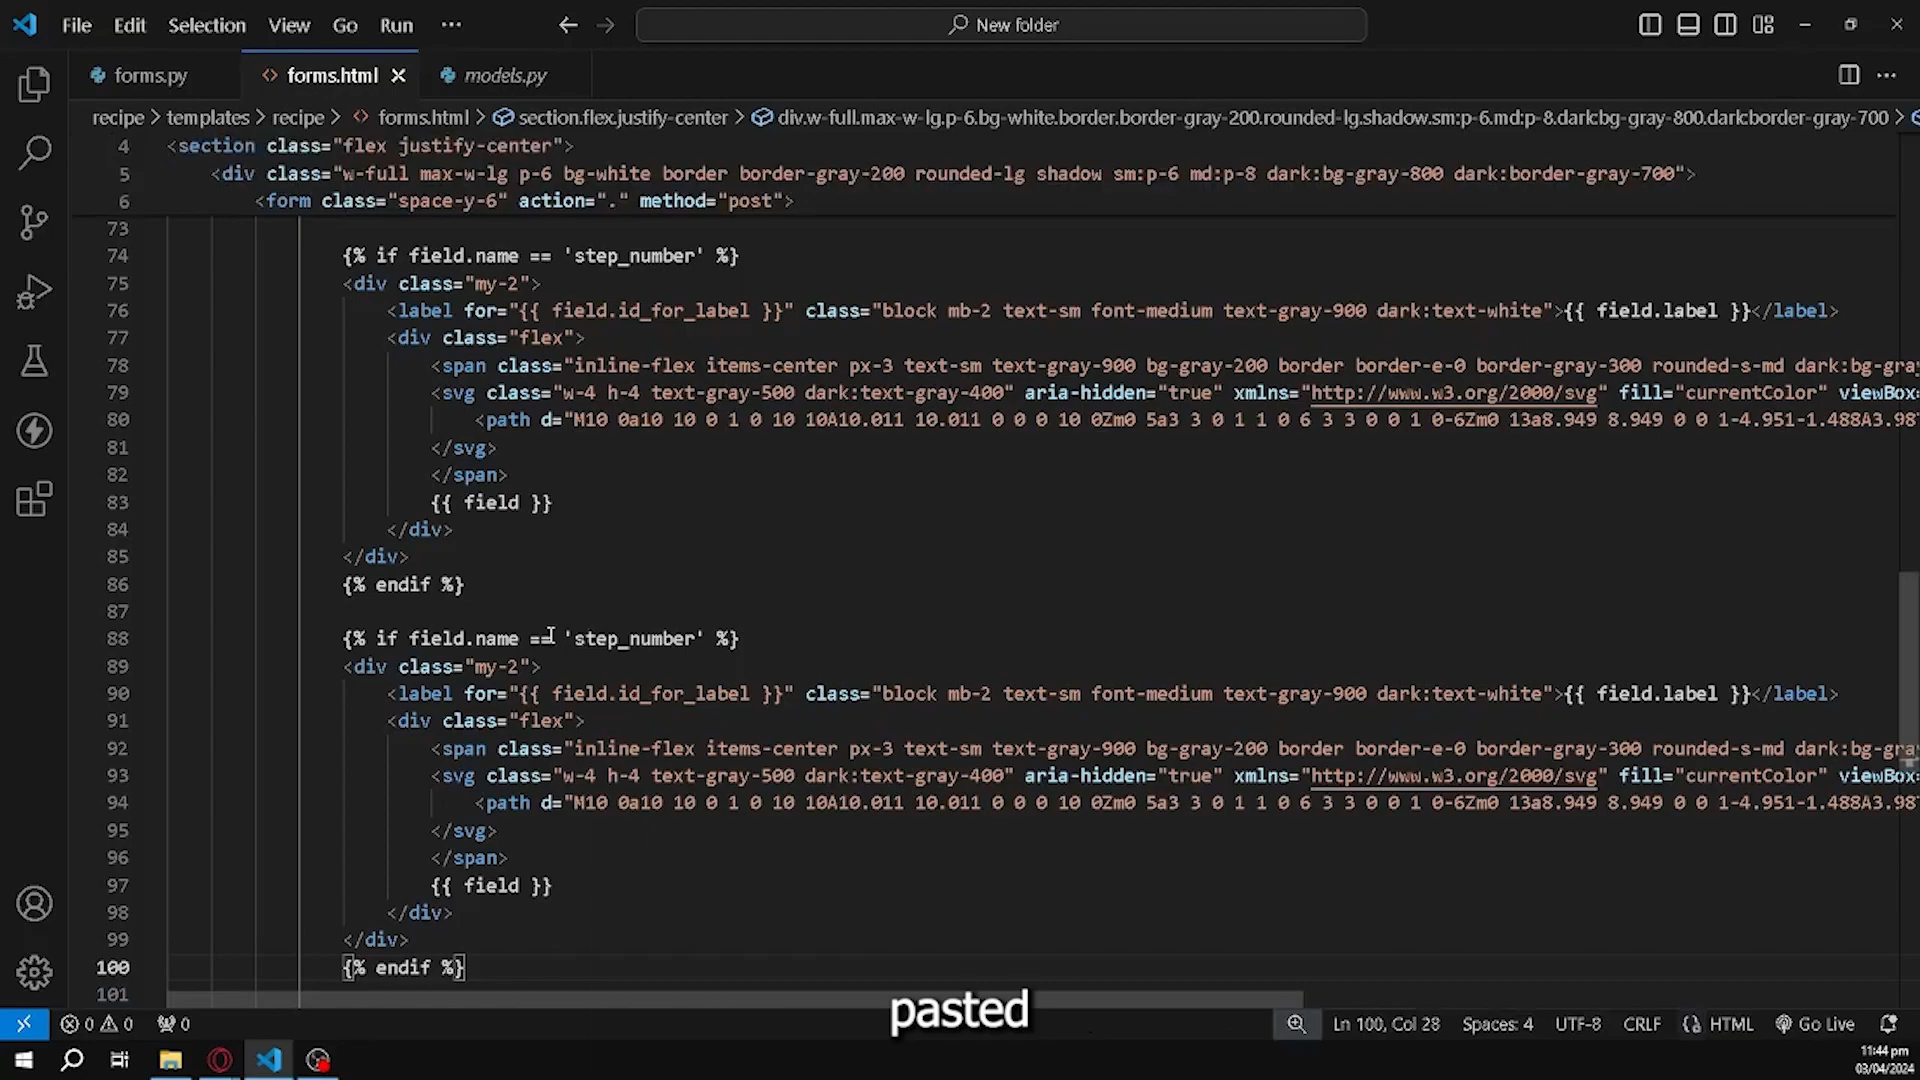 File Edit Selection View Go Run ··· New folder
forms.py forms.html models.py
recipe > templates > recipe > forms.html > section.flex.justify-center > div.w-full.max-w-lg.p-6.bg-white.border.border-gray-200.rounded-lg.shadow.sm:p-6.md:p-8.dark:bg-gray-800.dark:border-gray-700 >
4 <section class="flex justify-center">
5 <div class="w-full max-w-lg p-6 bg-white border border-gray-200 rounded-lg shadow sm:p-6 md:p-8 dark:bg-gray-800 dark:border-gray-700">
6 <form class="space-y-6" action="." method="post">
73
74 {% if field.name == 'step_number' %}
75 <div class="my-2">
76 <label for="{{ field.id_for_label }}" class="block mb-2 text-sm font-medium text-gray-900 dark:text-white">{{ field.label }}</label>
77 <div class="flex">
78 <span class="inline-flex items-center px-3 text-sm text-gray-900 bg-gray-200 border border-e-0 border-gray-300 rounded-s-md dark:bg-gray
79 <svg class="w-4 h-4 text-gray-500 dark:text-gray-400" aria-hidden="true" xmlns="http://www.w3.org/2000/svg" fill="currentColor" viewBox=
80 <path d="M10 0a10 10 0 1 0 10 10A10.011 10.011 0 0 0 10 0Zm0 5a3 3 0 1 1 0 6 3 3 0 0 1 0-6Zm0 13a8.949 8.949 0 0 1-4.951-1.488A3.98
81 </svg>
82 </span>
83 {{ field }}
84 </div>
85 </div>
86 {% endif %}
87
88 {% if field.name == 'step_number' %}
89 <div class="my-2">
90 <label for="{{ field.id_for_label }}" class="block mb-2 text-sm font-medium text-gray-900 dark:text-white">{{ field.label }}</label>
91 <div class="flex">
92 <span class="inline-flex items-center px-3 text-sm text-gray-900 bg-gray-200 border border-e-0 border-gray-300 rounded-s-md dark:bg-gray
93 <svg class="w-4 h-4 text-gray-500 dark:text-gray-400" aria-hidden="true" xmlns="http://www.w3.org/2000/svg" fill="currentColor" viewBox=
94 <path d="M10 0a10 10 0 1 0 10 10A10.011 10.011 0 0 0 10 0Zm0 5a3 3 0 1 1 0 6 3 3 0 0 1 0-6Zm0 13a8.949 8.949 0 0 1-4.951-1.488A3.98
95 </svg>
96 </span>
97 {{ field }}
98 </div>
99 </div>
100 {% endif %}
101
pasted
0 0 0 Ln 100, Col 28 Spaces: 4 UTF-8 CRLF HTML Go Live
11:44 pm
03/04/2024